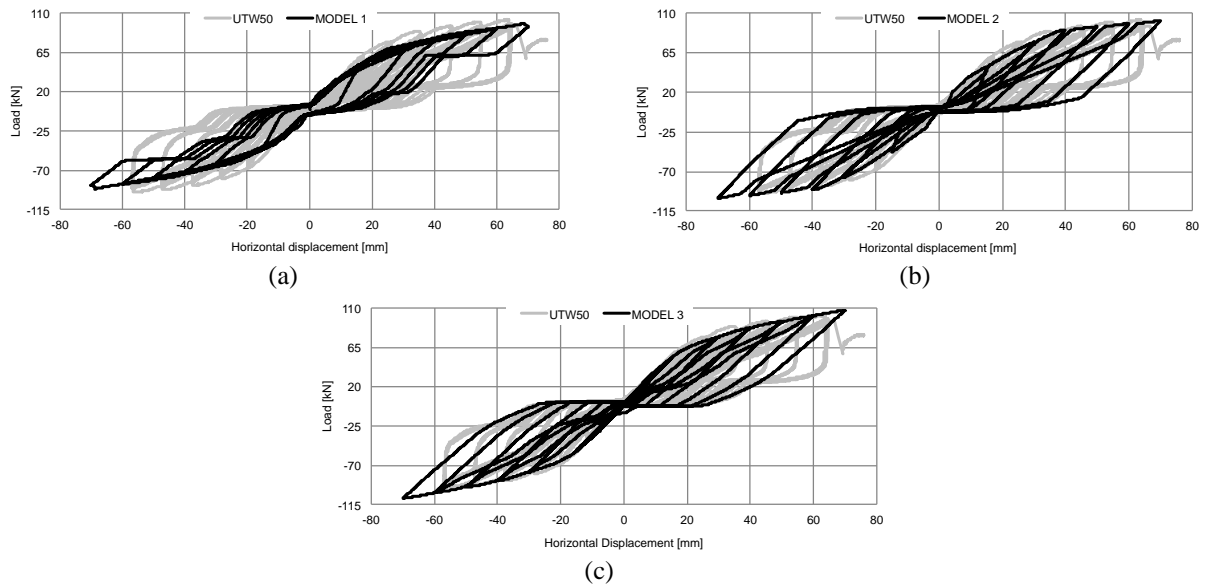 UTW50 MODEL 1
110
65
20
-25
-70
-115
Load [kN]
-80 -60 -40 -20 0 20 40 60 80
Horizontal displacement [mm]
(a)
UTW50 MODEL 2
110
65
20
-25
-70
-115
Load [kN]
-80 -60 -40 -20 0 20 40 60 80
Horizontal displacement [mm]
(b)
UTW50 MODEL 3
110
65
20
-25
-70
-115
Load [kN]
-80 -60 -40 -20 0 20 40 60 80
Horizontal Displacement [mm]
(c)